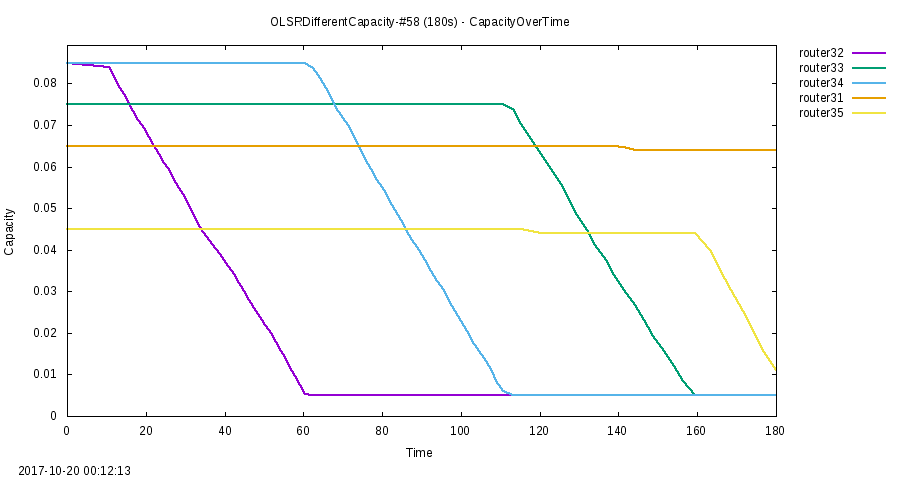 OLSRDifferentCapacity-#58 (180s) - CapacityOverTime
router32
router33
router34
router31
router35
Capacity
0.08
0.07
0.06
0.05
0.04
0.03
0.02
0.01
0
0 20 40 60 80 100 120 140 160 180
Time
2017-10-20 00:12:13